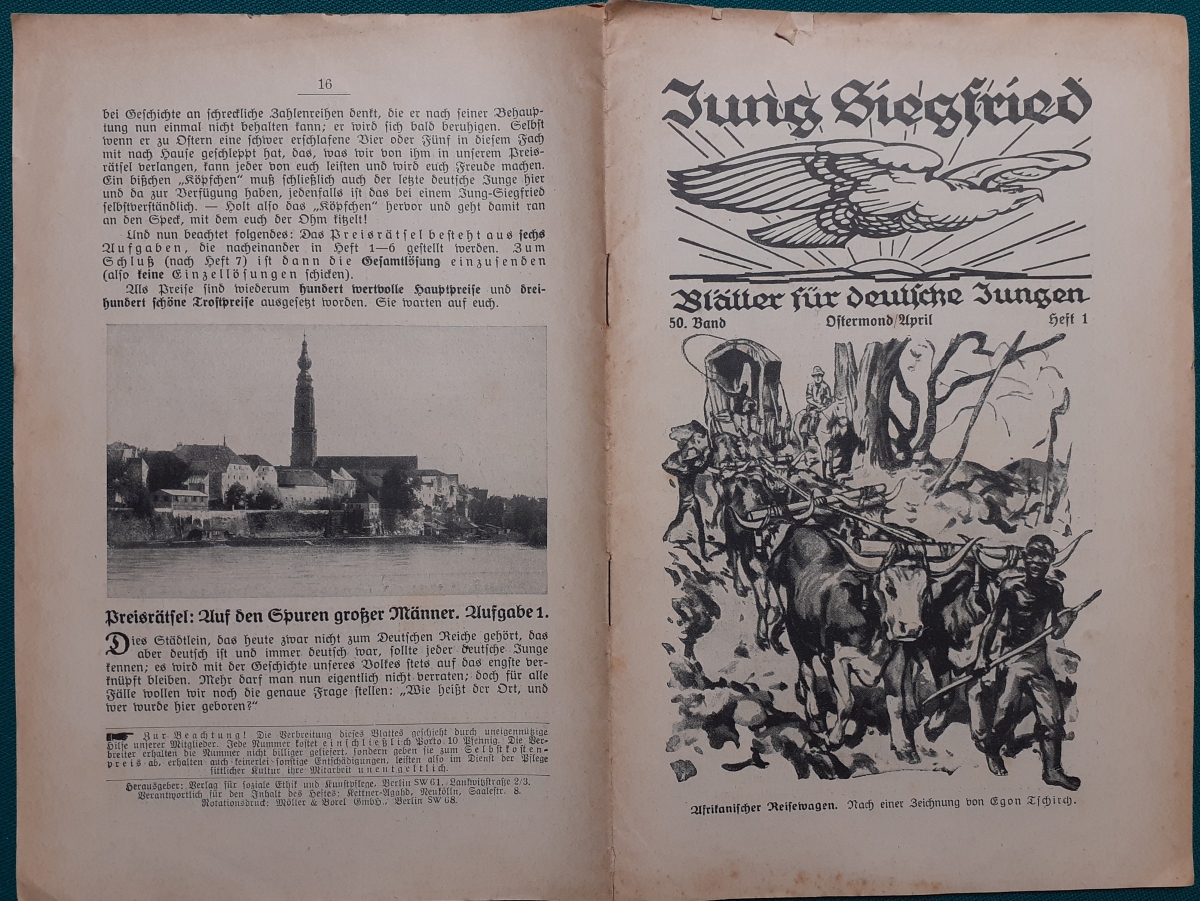 16
bei Geschichte an schreckliche Zahlenreihen denkt, die er nach seiner Behaup-
tung nun einmal nicht behalten kann; er wird sich bald beruhigen. Selbst
wenn er zu Ostern eine schwer erschlafene Vier oder Fünf in diesem Fach
mit nach Hause geschleppt hat, das, was wir von ihm in unserem Preis-
rätsel verlangen, kann jeder von euch leisten und wird euch Freude machen.
Ein bißchen „Köpfchen“ muß schließlich auch der letzte deutsche Junge hier
und da zur Verfügung haben, jedenfalls ist das bei einem Jung-Siegfried
selbstverständlich. — Holt also das „Köpfchen“ hervor und geht damit ran
an den Speck, mit dem euch der Ohm kitzelt!
Und nun beachtet folgendes: Das Preisrätsel besteht aus sechs
Aufgaben, die nacheinander in Heft 1—6 gestellt werden. Zum
Schluß (nach Heft 7) ist dann die Gesamtlösung einzusenden
(also keine Einzellösungen schicken).
Als Preise sind wiederum hundert wertvolle Hauptpreise und drei-
hundert schöne Trostpreise ausgesetzt worden. Sie warten auf euch.
Preisrätsel: Auf den Spuren großer Männer. Aufgabe 1.
Dies Städtlein, das heute zwar nicht zum Deutschen Reiche gehört, das
aber deutsch ist und immer deutsch war, sollte jeder deutsche Junge
kennen; es wird mit der Geschichte unseres Volkes stets auf das engste ver-
knüpft bleiben. Mehr darf man nun eigentlich nicht verraten; doch für alle
Fälle wollen wir noch die genaue Frage stellen: „Wie heißt der Ort, und
wer wurde hier geboren?“
Zur Beachtung! Die Verbreitung dieses Blattes geschieht durch uneigennützige
Hilfe unserer Mitglieder. Jede Nummer kostet einschließlich Porto 10 Pfennig. Die Ver-
breiter erhalten die Nummer nicht billiger geliefert, sondern geben sie zum Selbstkosten-
preis ab, erhalten auch keinerlei sonstige Entschädigungen, leisten also im Dienst der Pflege
sittlicher Kultur ihre Mitarbeit unentgeltlich.
Herausgeber: Verlag für soziale Ethik und Kunstpflege, Berlin SW 61, Lankwitzstraße 2/3.
Verantwortlich für den Inhalt des Heftes: Kettner-Agahd, Neukölln, Saalestr. 8.
Rotationsdruck: Möller & Borel GmbH., Berlin SW 68.
Jung Siegfried
Blätter für deutsche Jungen
50. Band Ostermond/April Heft 1
Afrikanischer Reisewagen. Nach einer Zeichnung von Egon Tschirch.